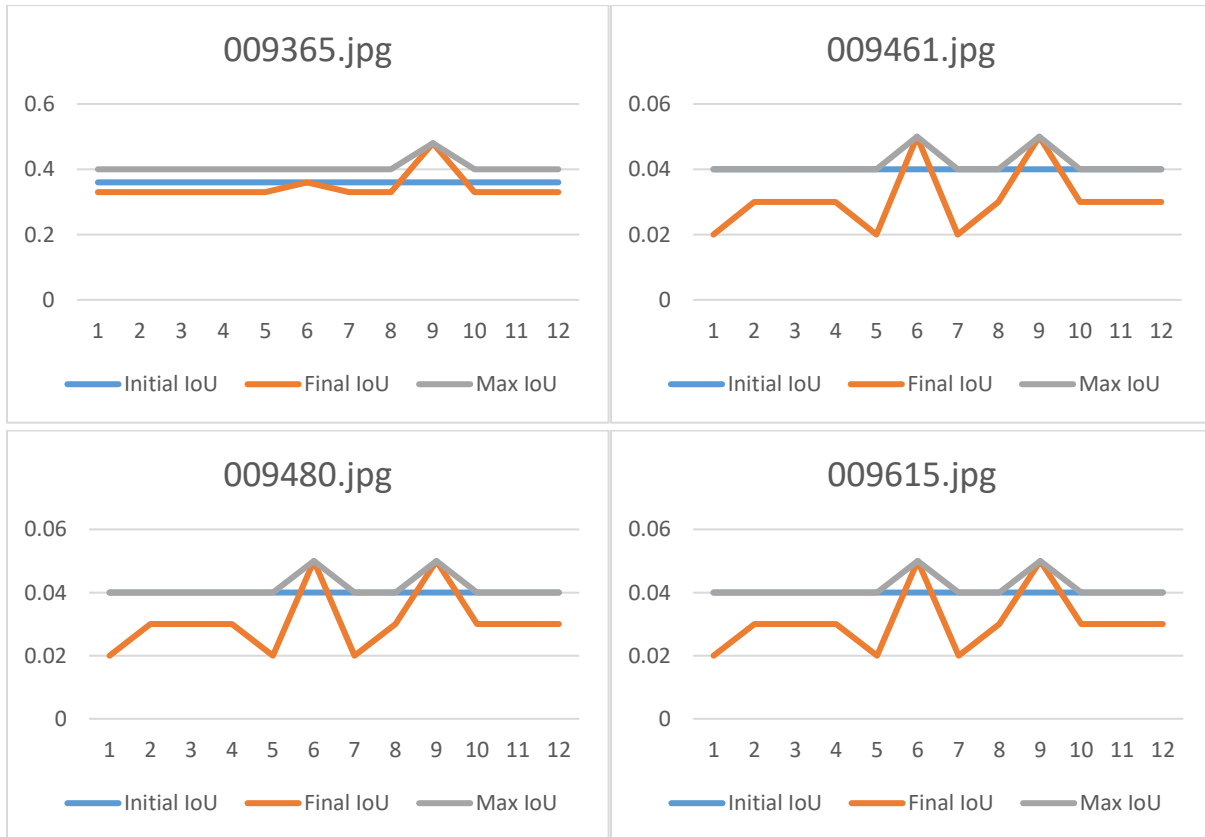 009365.jpg
0.6
0.4
0.2
0
1 2 3 4 5 6 7 8 9 10 11 12
Initial IoU Final IoU Max IoU
009461.jpg
0.06
0.04
0.02
0
1 2 3 4 5 6 7 8 9 10 11 12
Initial IoU Final IoU Max IoU
009480.jpg
0.06
0.04
0.02
0
1 2 3 4 5 6 7 8 9 10 11 12
Initial IoU Final IoU Max IoU
009615.jpg
0.06
0.04
0.02
0
1 2 3 4 5 6 7 8 9 10 11 12
Initial IoU Final IoU Max IoU